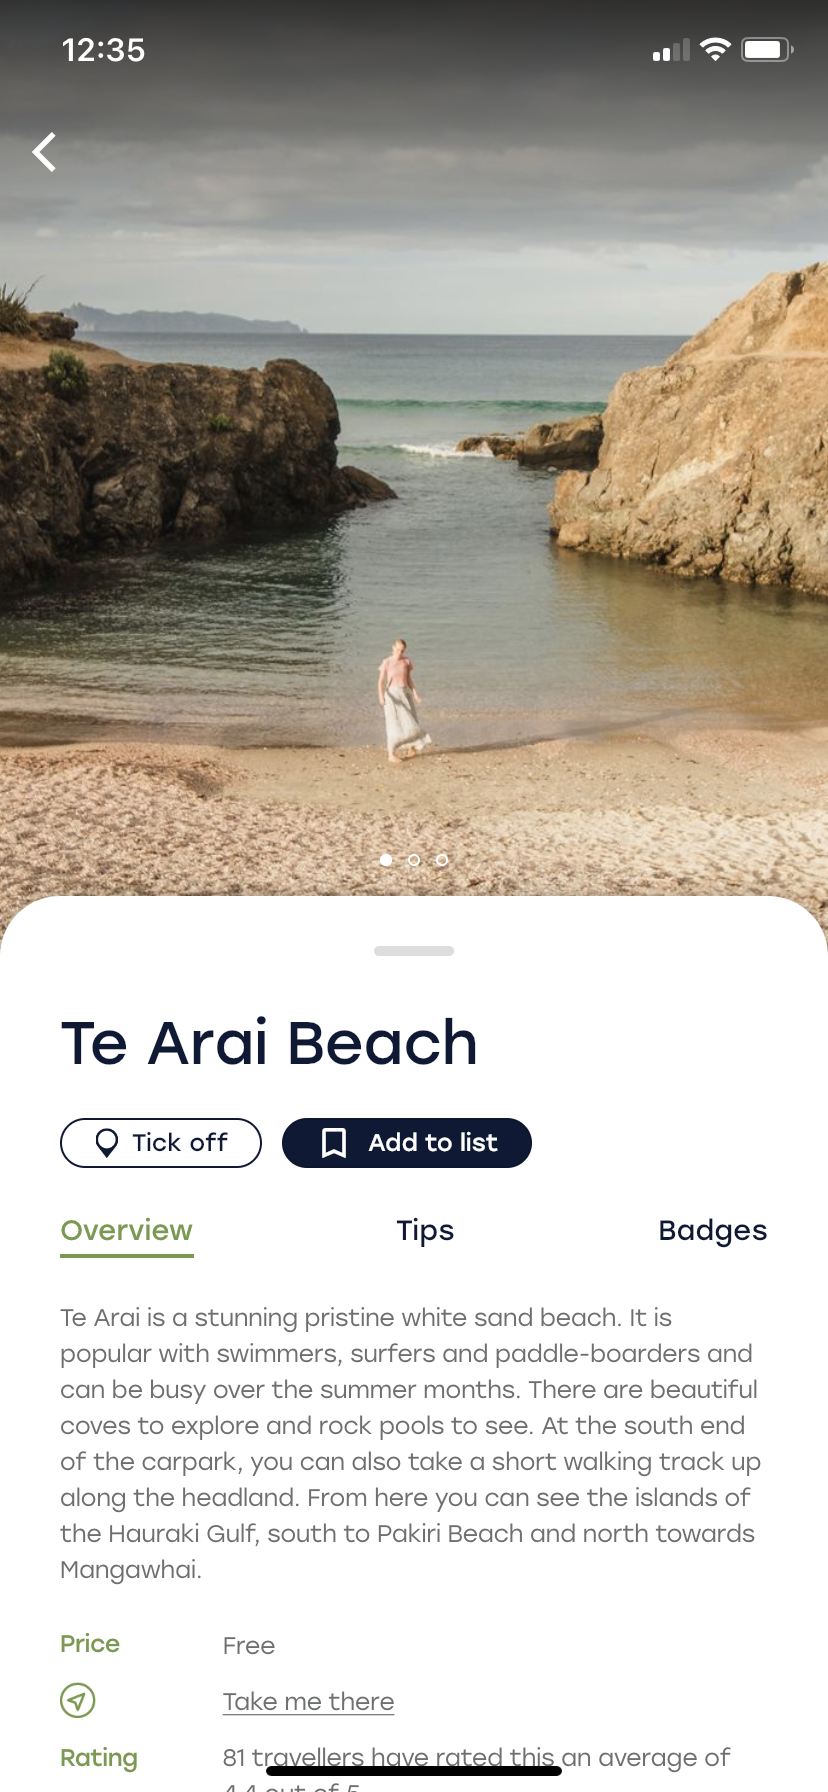 12:35
Te Arai Beach
Tick off
Add to list
Overview
Tips
Badges
Te Arai is a stunning pristine white sand beach. It is
popular with swimmers, surfers and paddle-boarders and
can be busy over the summer months. There are beautiful
coves to explore and rock pools to see. At the south end
of the carpark, you can also take a short walking track up
along the headland. From here you can see the islands of
the Hauraki Gulf, south to Pakiri Beach and north towards
Mangawhai.
Price Free
Take me there
Rating 81 travellers have rated this an average of
4.4 out of 5